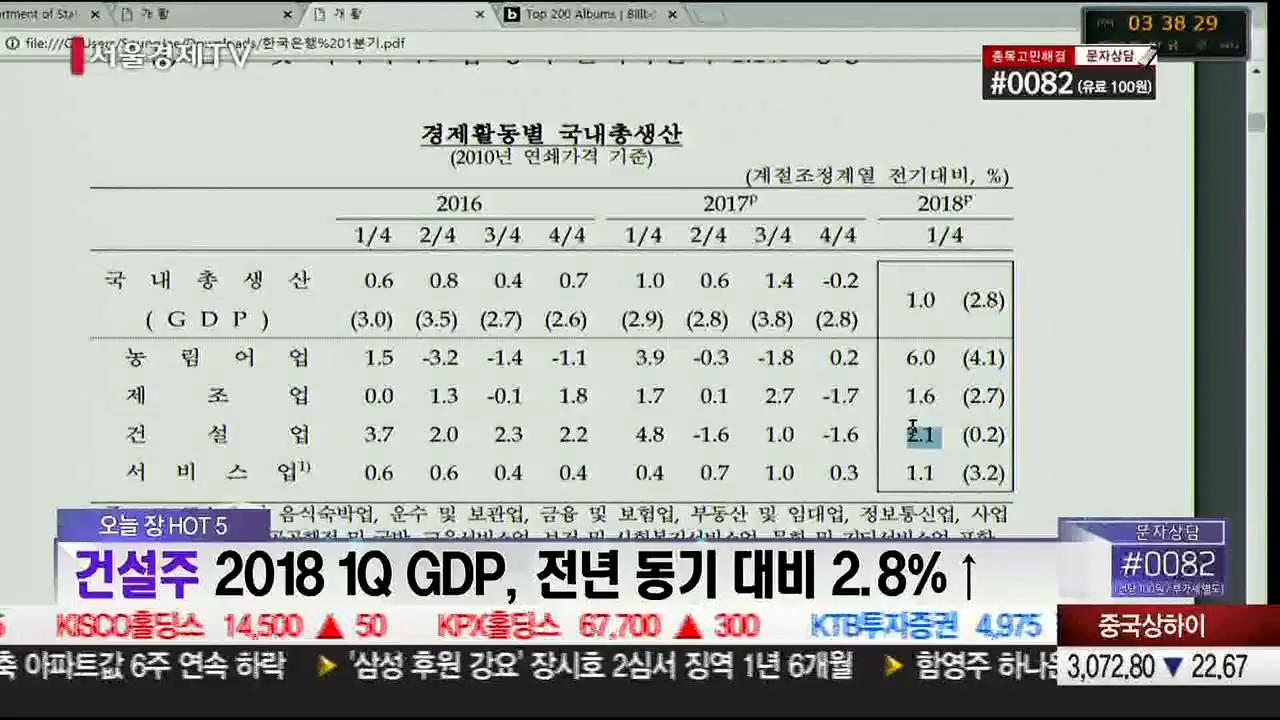 개 황
개 황
Top 200 Albums | Billb
03 38 29
서울경제TV
종목고민해결 문자상담
#0082 (유료 100원)
경제활동별 국내총생산
(2010년 연쇄가격 기준)
(계절조정계열 전기대비, %)
2016 2017p 2018p
1/4 2/4 3/4 4/4 1/4 2/4 3/4 4/4 1/4
국 내 총 생 산 0.6 0.8 0.4 0.7 1.0 0.6 1.4 -0.2 1.0 (2.8)
( G D P ) (3.0) (3.5) (2.7) (2.6) (2.9) (2.8) (3.8) (2.8)
농 림 어 업 1.5 -3.2 -1.4 -1.1 3.9 -0.3 -1.8 0.2 6.0 (4.1)
제 조 업 0.0 1.3 -0.1 1.8 1.7 0.1 2.7 -1.7 1.6 (2.7)
건 설 업 3.7 2.0 2.3 2.2 4.8 -1.6 1.0 -1.6 2.1 (0.2)
서 비 스 업1) 0.6 0.6 0.4 0.4 0.4 0.7 1.0 0.3 1.1 (3.2)
음식숙박업, 운수 및 보관업, 금융 및 보험업, 부동산 및 임대업, 정보통신업, 사업
오늘 장 HOT 5
건설주 2018 1Q GDP, 전년 동기 대비 2.8%↑
문자상담
#0082
(건당 100원/부가세별도)
KISCO홀딩스 14,500 ▲ 50 KPX홀딩스 67,700 ▲ 300 KTB투자증권 4,975
중국상하이
3,072.80 ▼ 22.67
축 아파트값 6주 연속 하락 ▶ '삼성 후원 강요' 장시호 2심서 징역 1년 6개월 ▶ 함영주 하나은